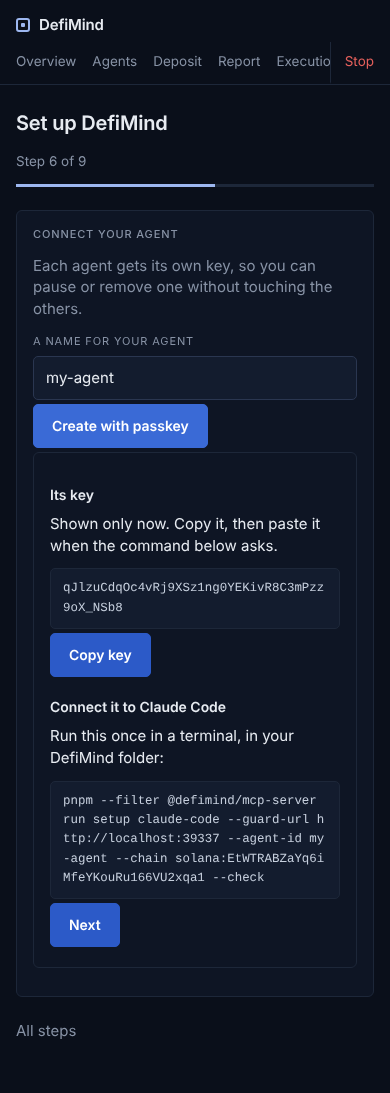 DefiMind
Overview Agents Deposit Report Executio Stop
Set up DefiMind
Step 6 of 9
CONNECT YOUR AGENT
Each agent gets its own key, so you can
pause or remove one without touching the
others.
A NAME FOR YOUR AGENT
my-agent
Create with passkey
Its key
Shown only now. Copy it, then paste it
when the command below asks.
qJlzuCdqOc4vRj9XSz1ng0YEKivR8C3mPzz
9oX_NSb8
Copy key
Connect it to Claude Code
Run this once in a terminal, in your
DefiMind folder:
pnpm --filter @defimind/mcp-server
run setup claude-code --guard-url h
ttp://localhost:39337 --agent-id my
-agent --chain solana:EtWTRABZaYq6i
MfeYKouRu166VU2xqa1 --check
Next
All steps